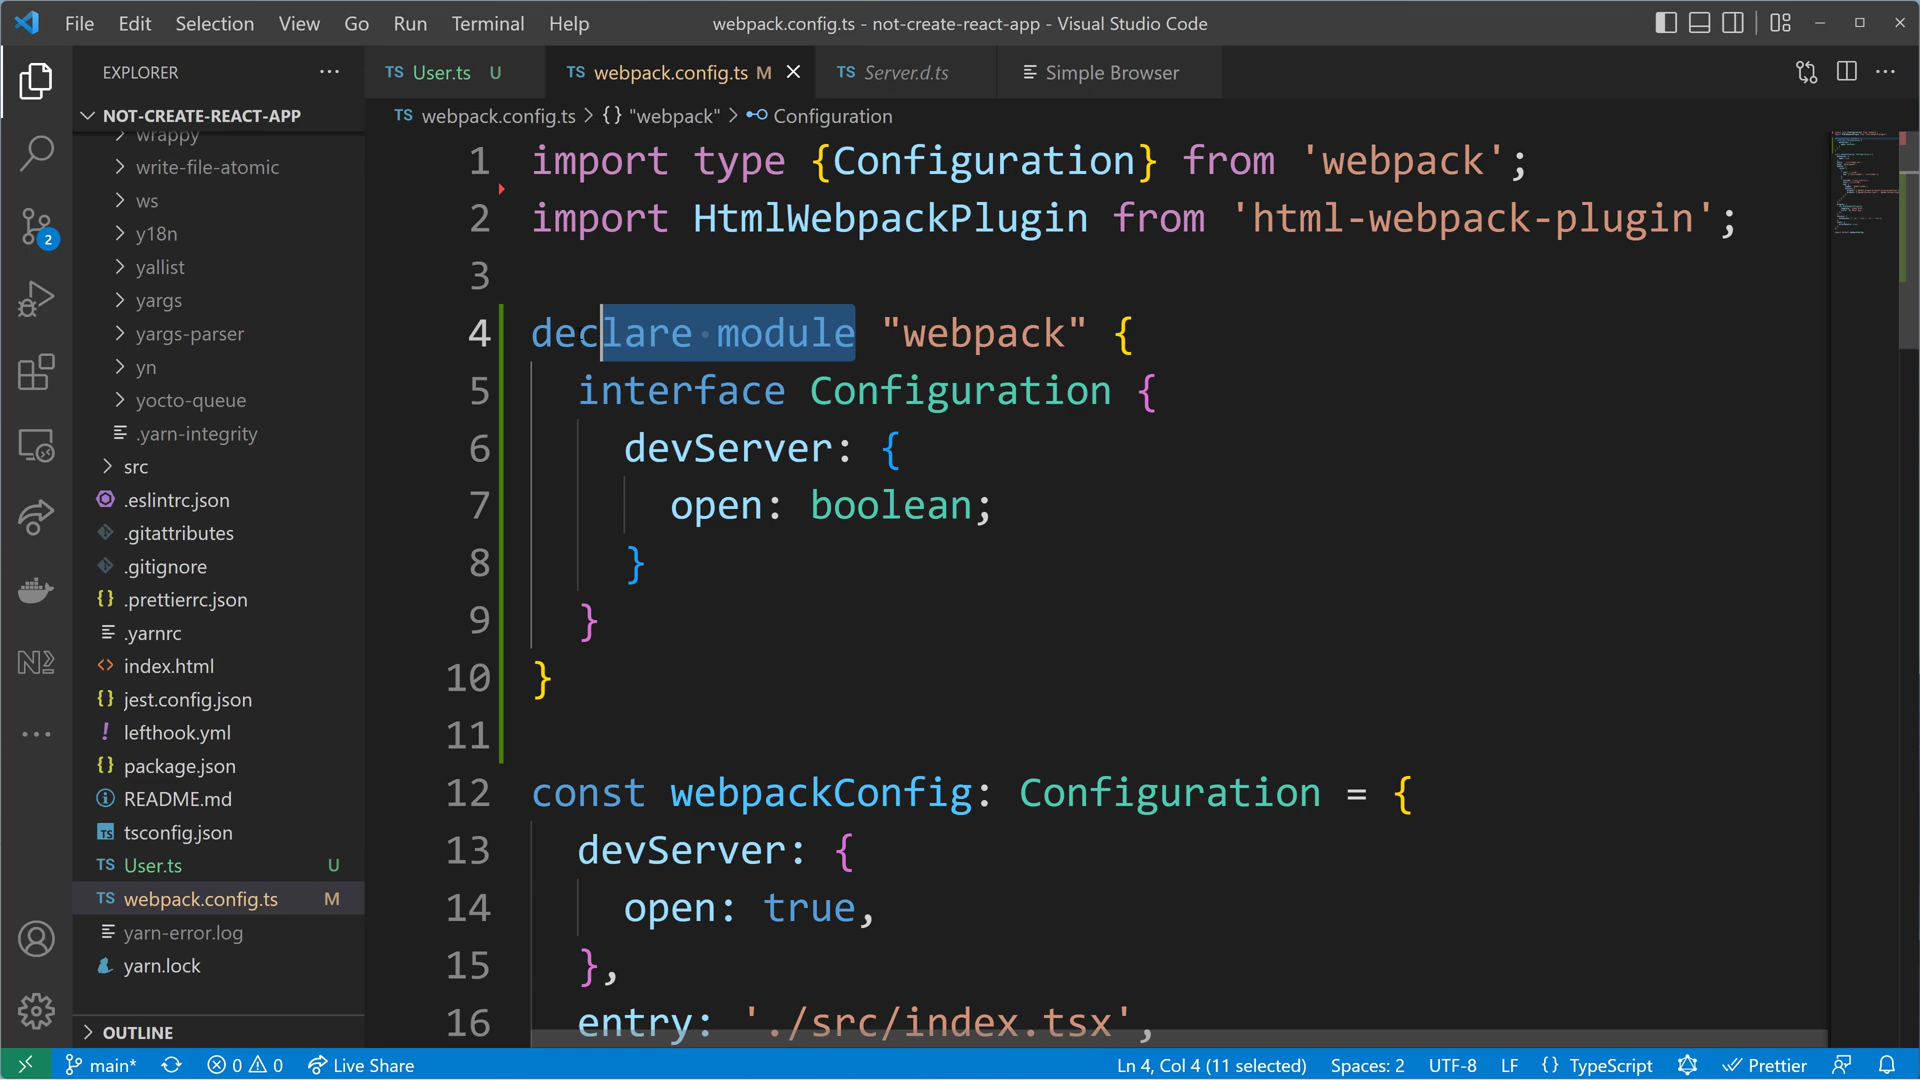 File Edit Selection View Go Run Terminal Help
webpack.config.ts - not-create-react-app - Visual Studio Code
EXPLORER
TS User.ts U
TS webpack.config.ts M
TS Server.d.ts
Simple Browser
NOT-CREATE-REACT-APP
TS webpack.config.ts > {} "webpack" > Configuration
wrappy
write-file-atomic
ws
y18n
yallist
yargs
yargs-parser
yn
yocto-queue
.yarn-integrity
src
.eslintrc.json
.gitattributes
.gitignore
{} .prettierrc.json
.yarnrc
<> index.html
{} jest.config.json
! lefthook.yml
{} package.json
README.md
TS tsconfig.json
TS User.ts U
TS webpack.config.ts M
yarn-error.log
yarn.lock
OUTLINE
2
1 import type {Configuration} from 'webpack';
2 import HtmlWebpackPlugin from 'html-webpack-plugin';
3
4 declare module "webpack" {
5 interface Configuration {
6 devServer: {
7 open: boolean;
8 }
9 }
10 }
11
12 const webpackConfig: Configuration = {
13 devServer: {
14 open: true,
15 },
16 entry: './src/index.tsx',
main* 0 0 Live Share
Ln 4, Col 4 (11 selected) Spaces: 2 UTF-8 LF {} TypeScript Prettier